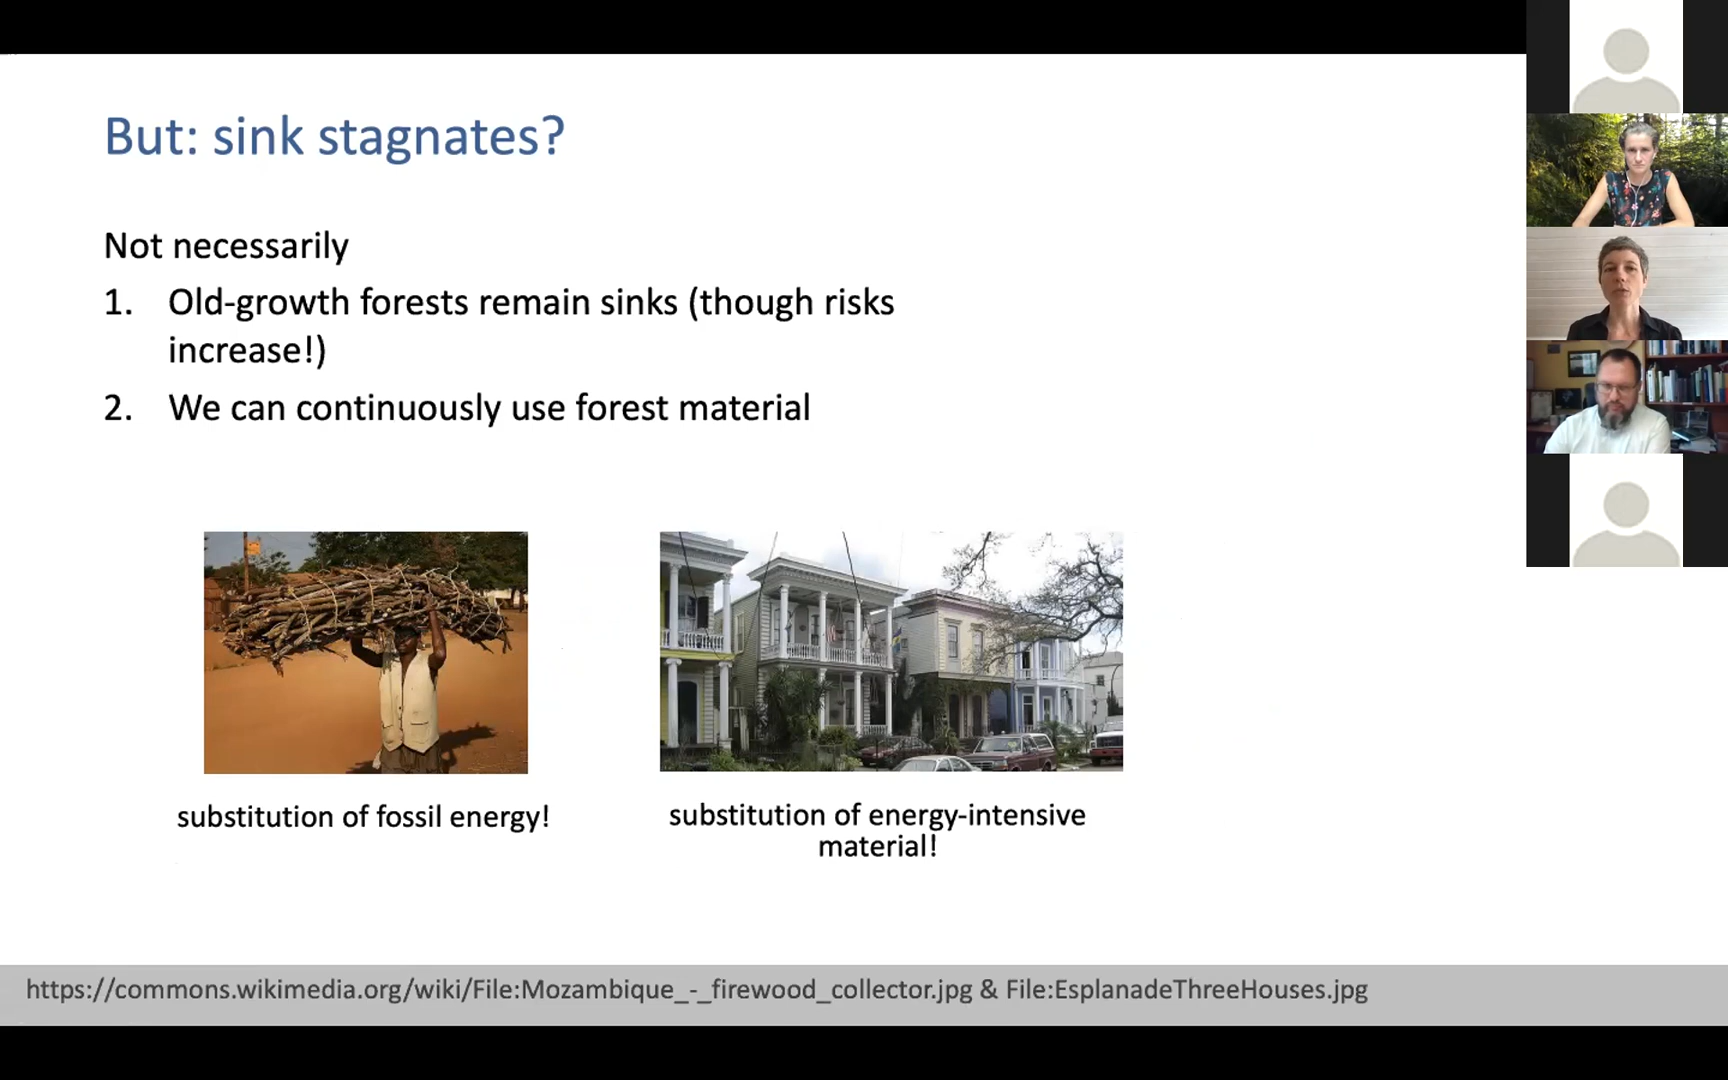 But: sink stagnates?
Not necessarily
1. Old-growth forests remain sinks (though risks
increase!)
2. We can continuously use forest material
substitution of fossil energy!
substitution of energy-intensive
material!
https://commons.wikimedia.org/wiki/File:Mozambique_-_firewood_collector.jpg & File:EsplanadeThreeHouses.jpg